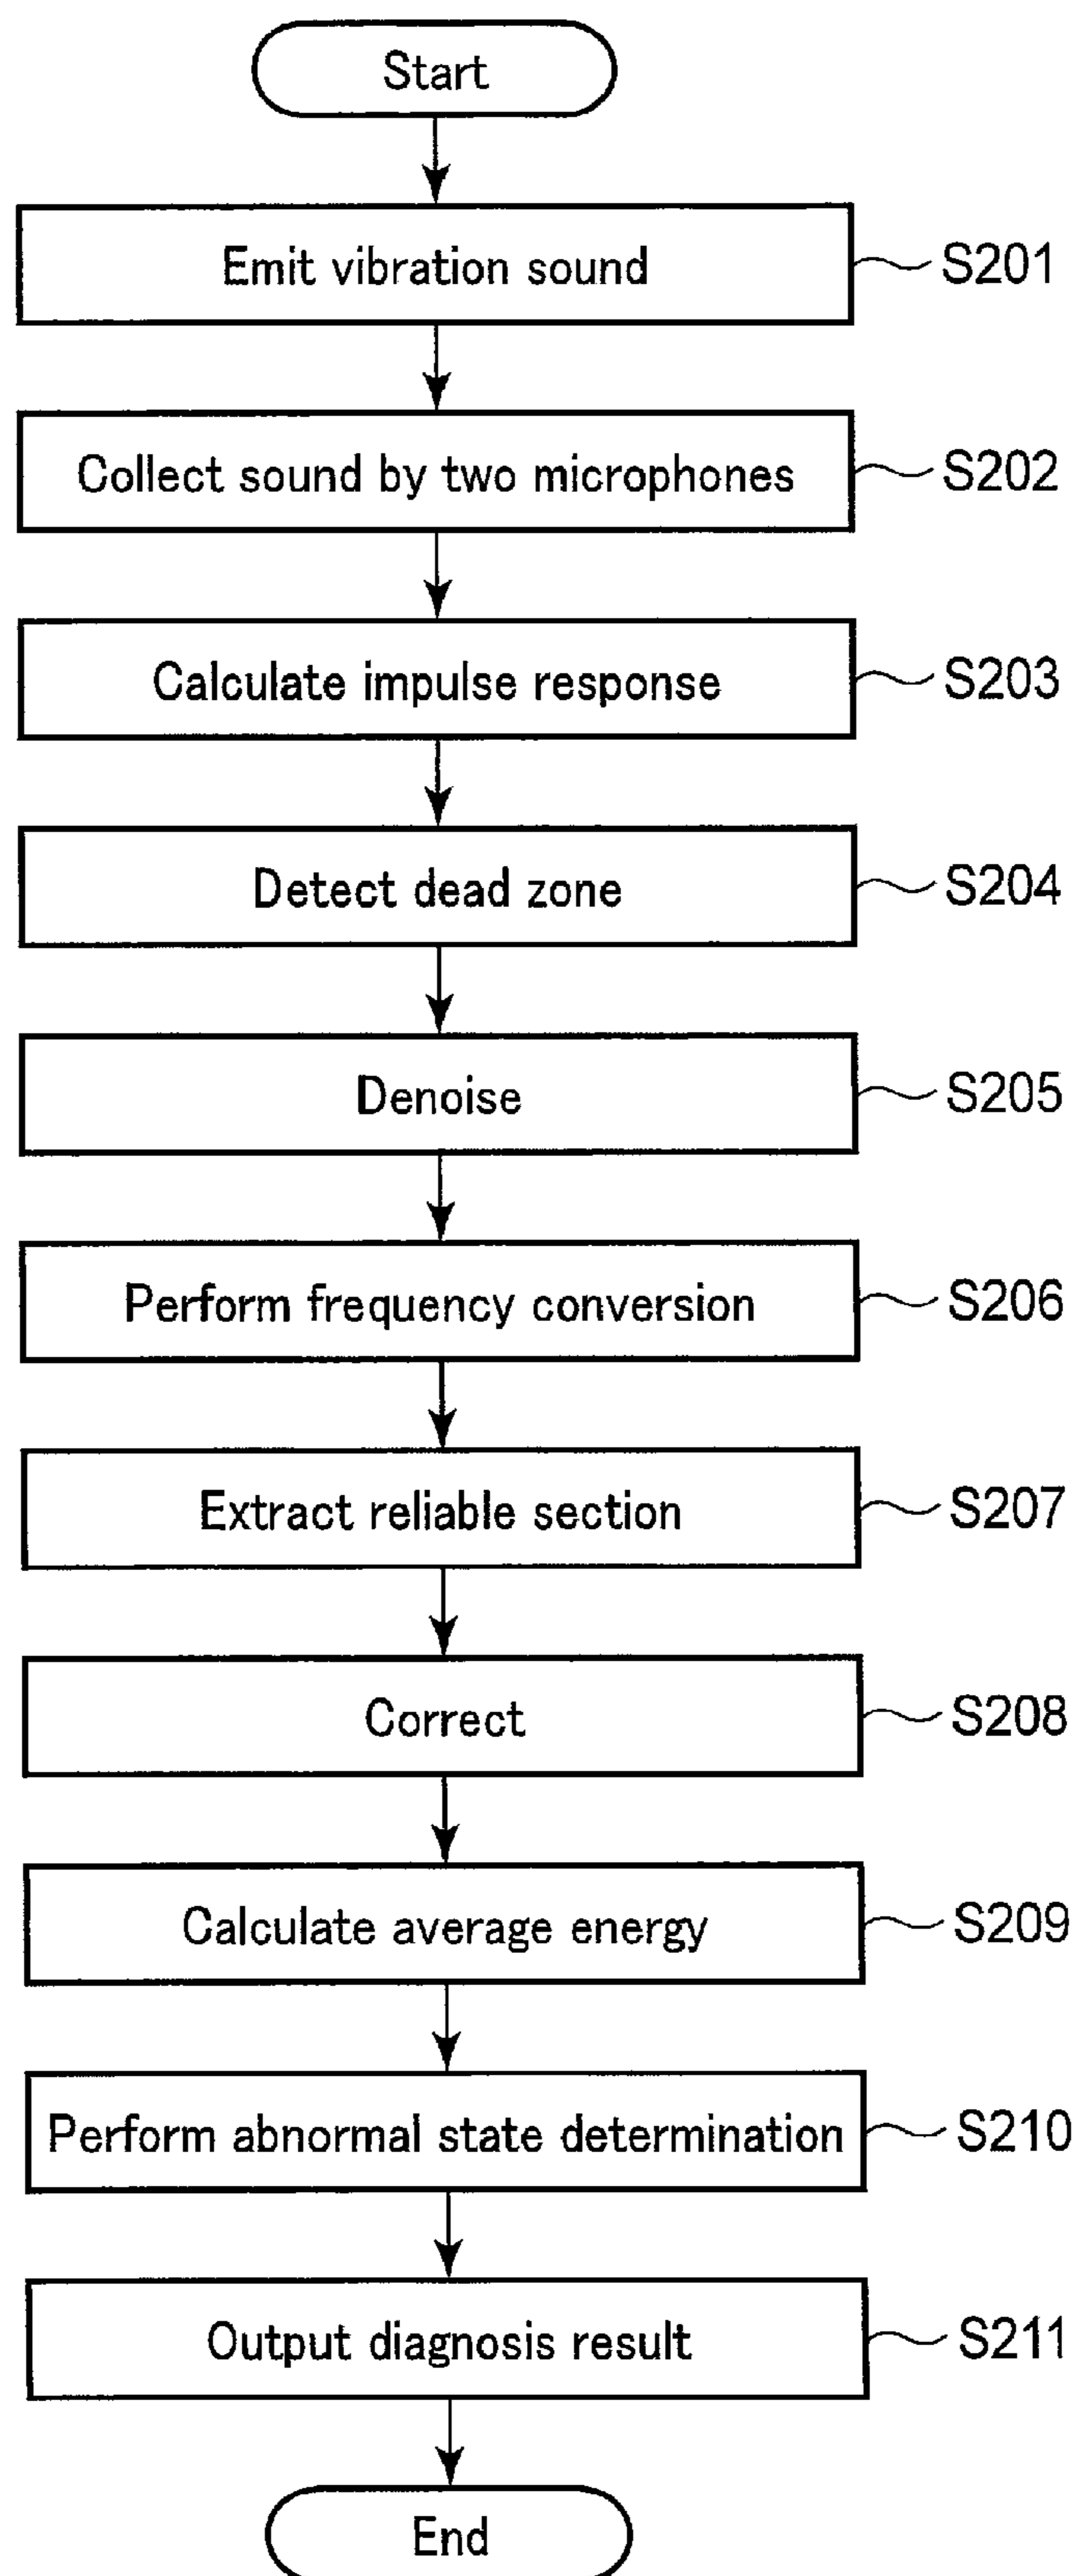 Start
Emit vibration sound
S201
Collect sound by two microphones
S202
Calculate impulse response
S203
Detect dead zone
S204
Denoise
S205
Perform frequency conversion
S206
Extract reliable section
S207
Correct
S208
Calculate average energy
S209
Perform abnormal state determination
S210
Output diagnosis result
S211
End